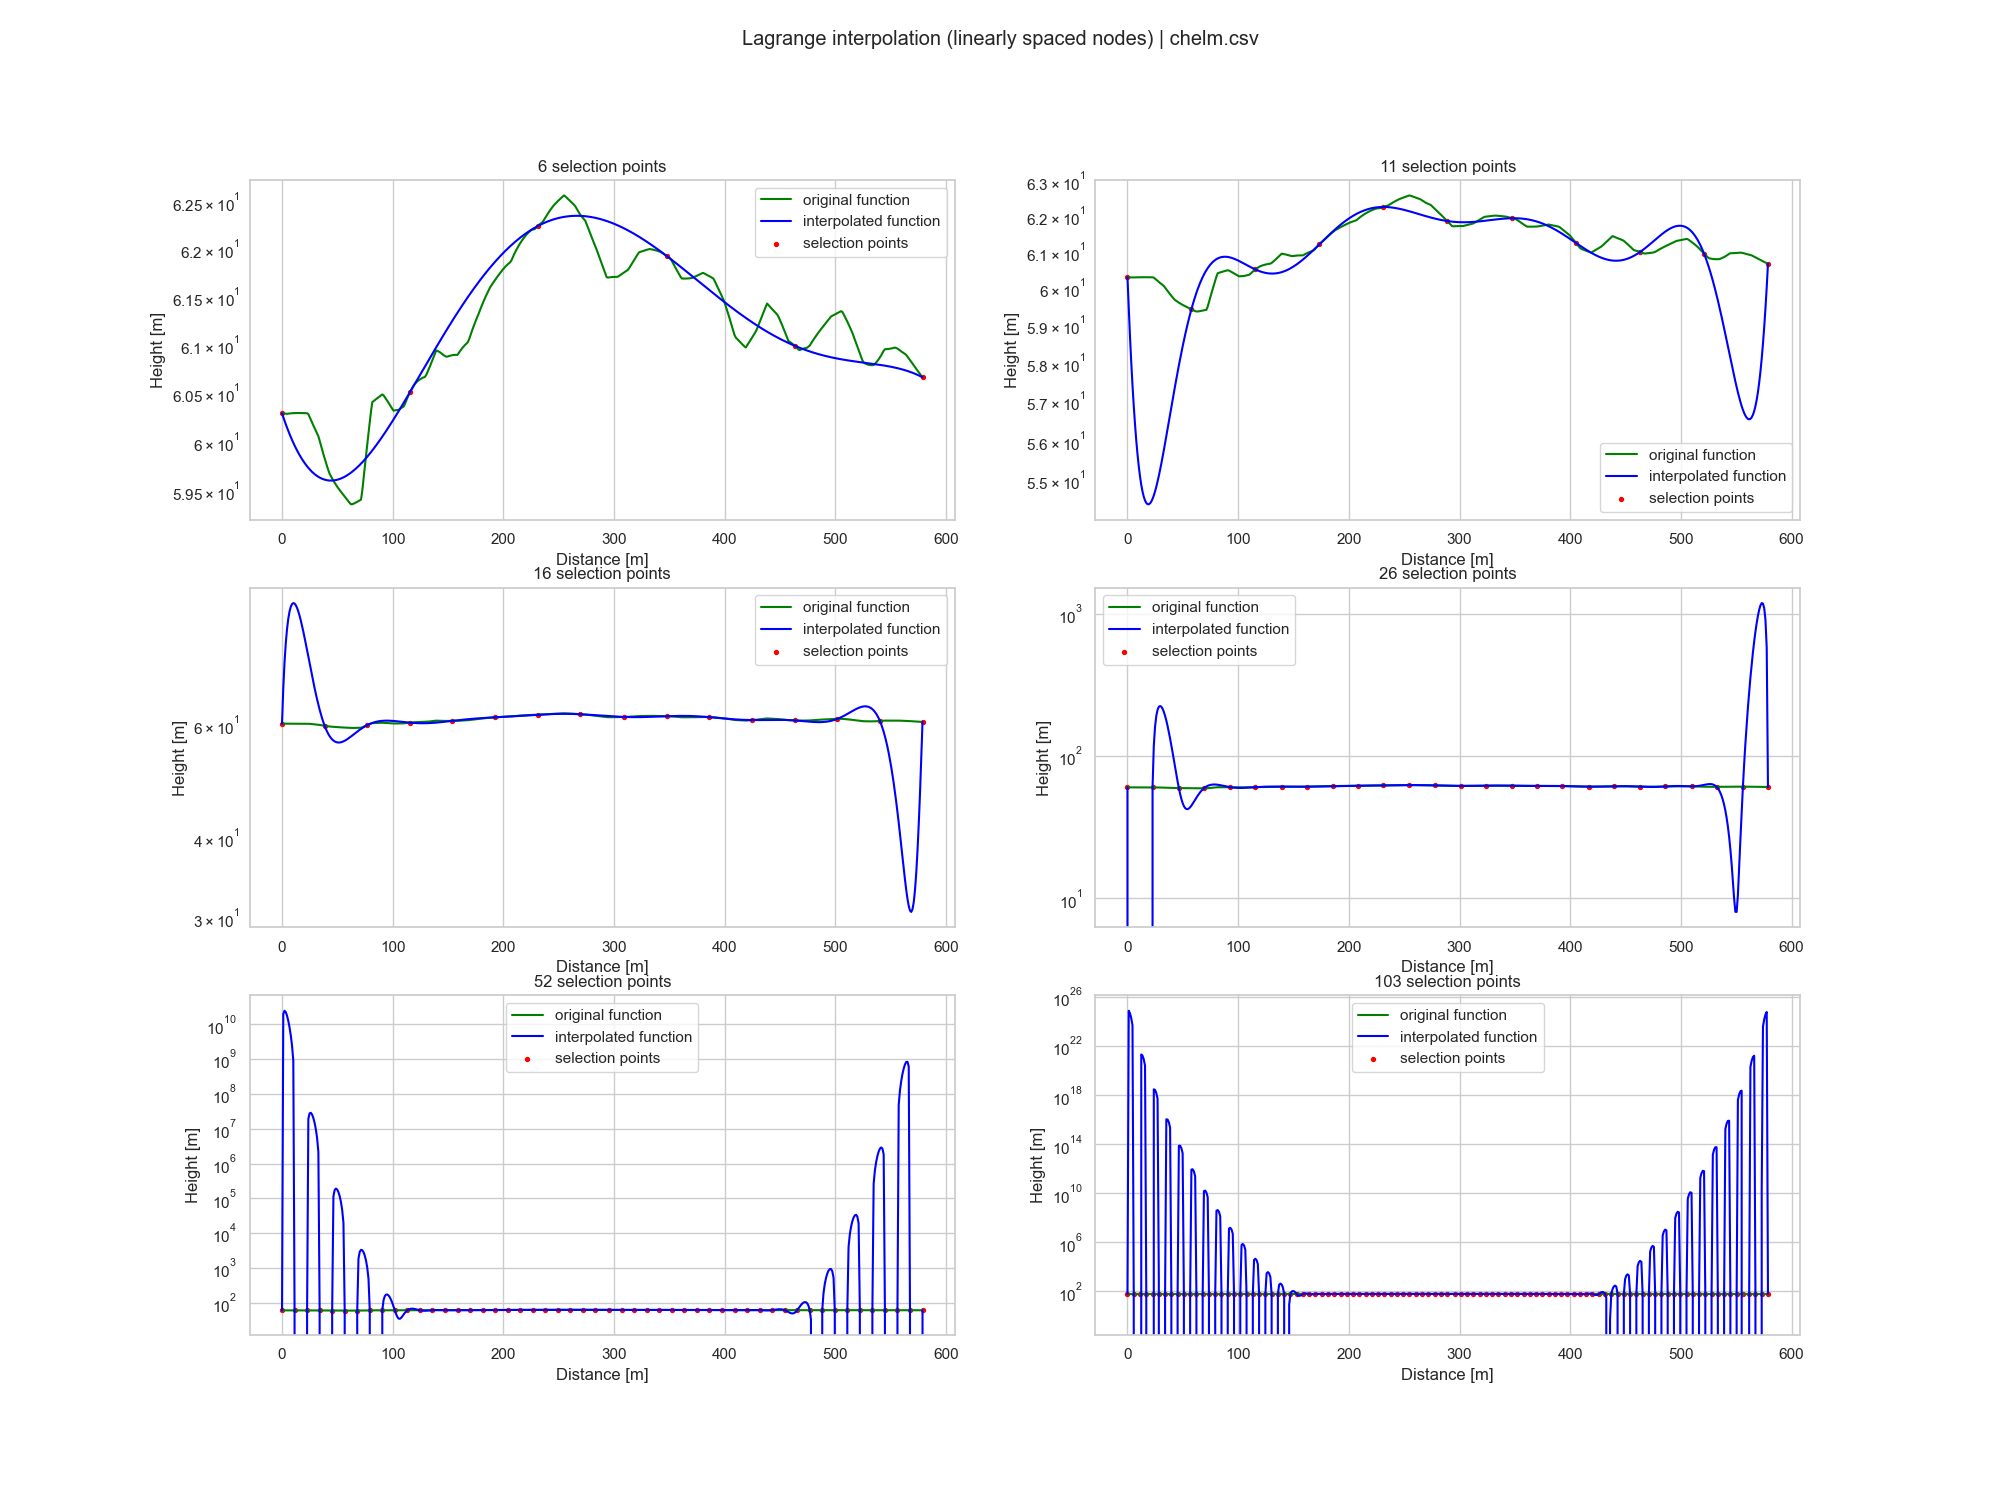 Lagrange interpolation (linearly spaced nodes) | chelm.csv
6 selection points
6.25 × 10^1
6.2 × 10^1
6.15 × 10^1
6.1 × 10^1
6.05 × 10^1
6 × 10^1
5.95 × 10^1
Height [m]
original function
interpolated function
selection points
0 100 200 300 400 500 600
Distance [m]
11 selection points
6.3 × 10^1
6.2 × 10^1
6.1 × 10^1
6 × 10^1
5.9 × 10^1
5.8 × 10^1
5.7 × 10^1
5.6 × 10^1
5.5 × 10^1
Height [m]
original function
interpolated function
selection points
0 100 200 300 400 500 600
Distance [m]
16 selection points
6 × 10^1
4 × 10^1
3 × 10^1
Height [m]
original function
interpolated function
selection points
0 100 200 300 400 500 600
Distance [m]
26 selection points
10^3
10^2
10^1
Height [m]
original function
interpolated function
selection points
0 100 200 300 400 500 600
Distance [m]
52 selection points
10^10
10^9
10^8
10^7
10^6
10^5
10^4
10^3
10^2
Height [m]
original function
interpolated function
selection points
0 100 200 300 400 500 600
Distance [m]
103 selection points
10^26
10^22
10^18
10^14
10^10
10^6
10^2
Height [m]
original function
interpolated function
selection points
0 100 200 300 400 500 600
Distance [m]